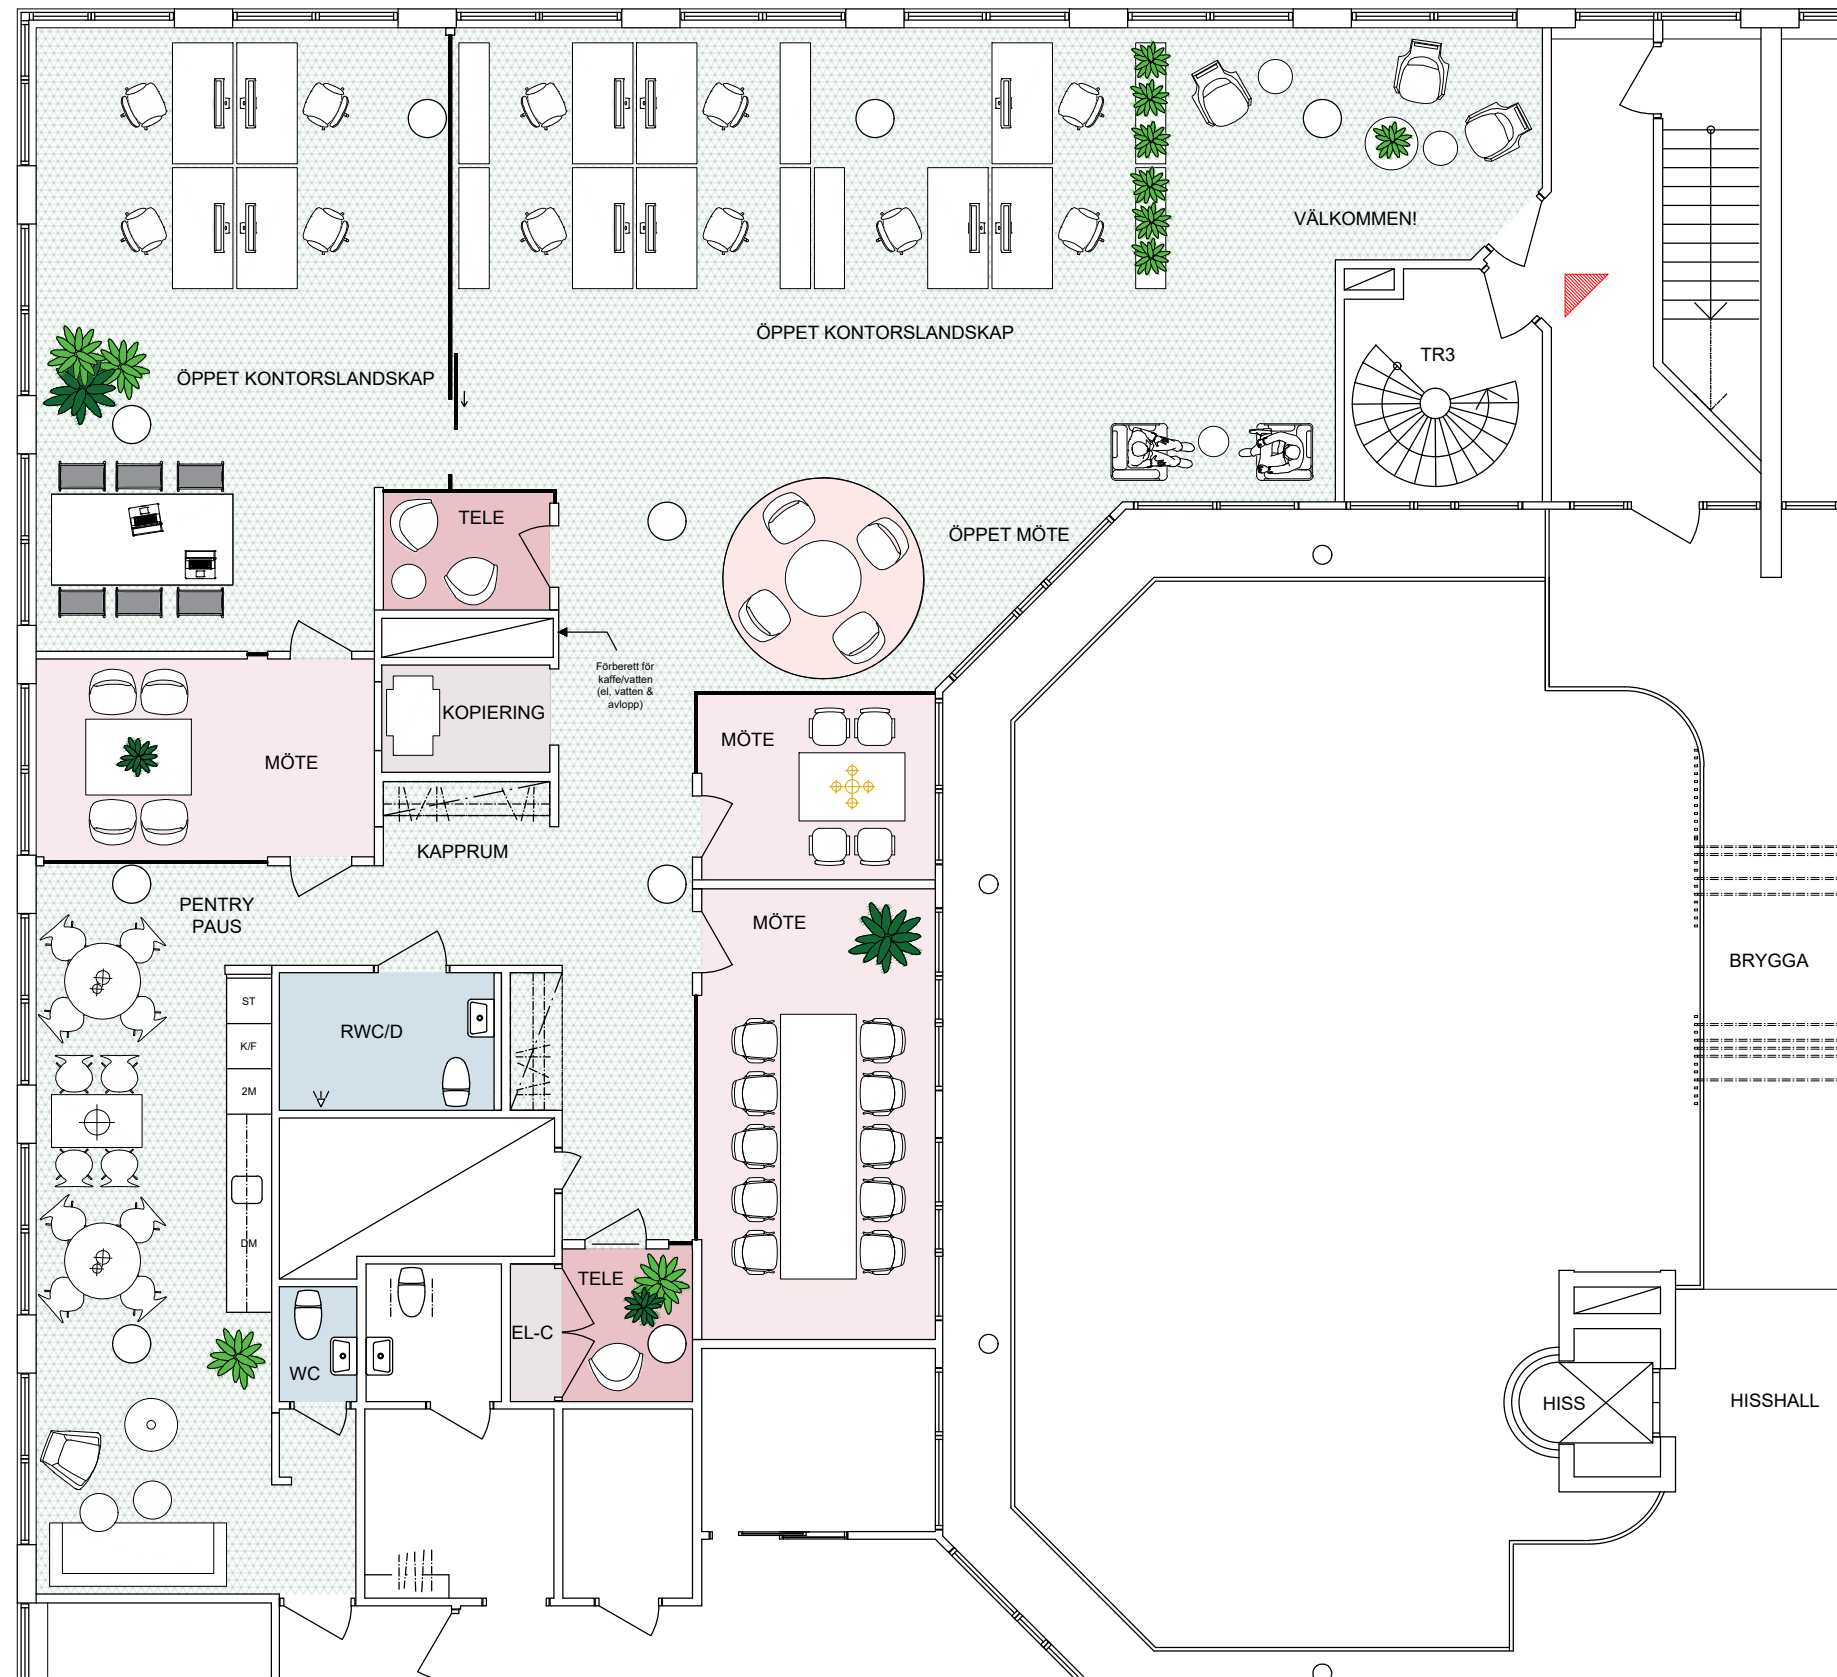 VÄLKOMMEN!
ÖPPET KONTORSLANDSKAP
TR3
ÖPPET KONTORSLANDSKAP
TELE
ÖPPET MÖTE
Förberett för
kaffe/vatten
(el, vatten &
avlopp)
KOPIERING
MÖTE
MÖTE
KAPPRUM
PENTRY
PAUS
MÖTE
BRYGGA
ST
RWC/D
K/F
2M
DM
TELE
EL-C
WC
HISS
HISSHALL